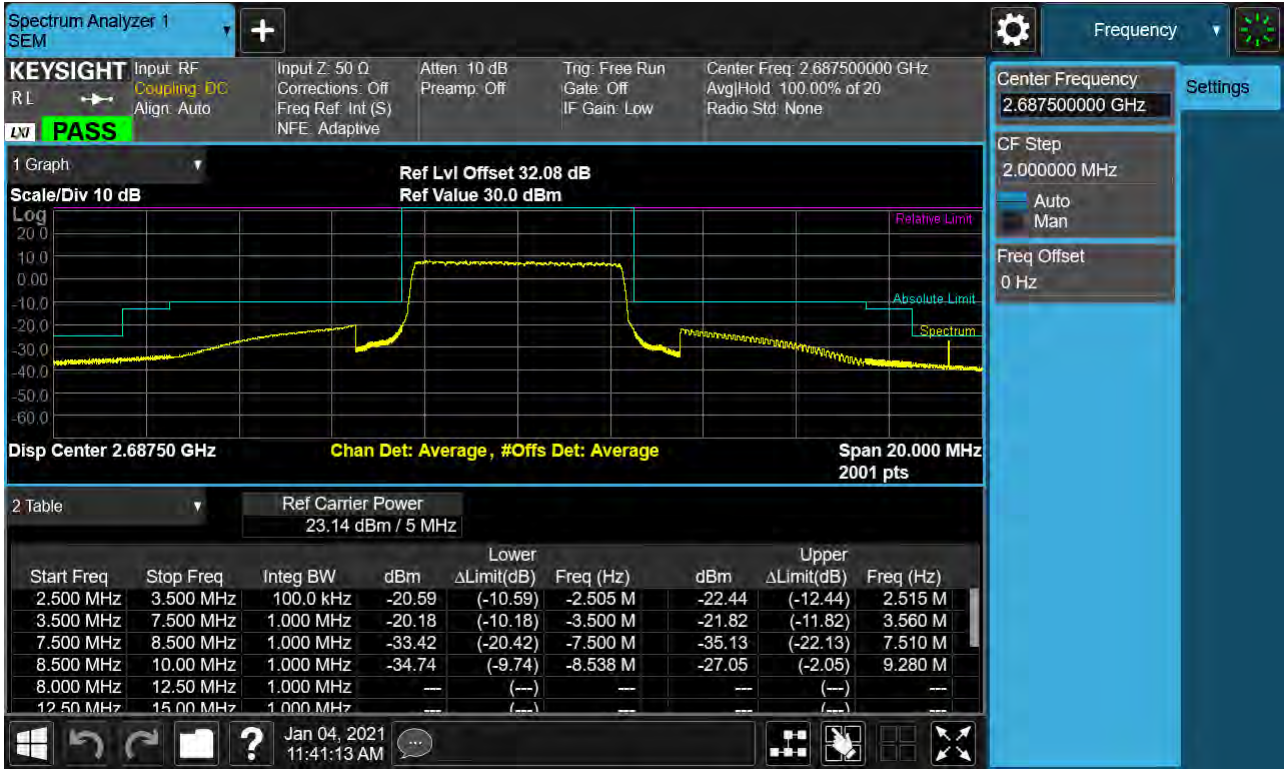 Spectrum Analyzer 1
SEM
Frequency
KEYSIGHT
R L
LXI
PASS
Input: RF
Coupling: DC
Align: Auto
Input Z: 50 Ω
Corrections: Off
Freq Ref: Int (S)
NFE: Adaptive
Atten: 10 dB
Preamp: Off
Trig: Free Run
Gate: Off
IF Gain: Low
Center Freq: 2.687500000 GHz
Avg|Hold: 100.00% of 20
Radio Std: None
Center Frequency
2.687500000 GHz
Settings
CF Step
2.000000 MHz
Auto
Man
Freq Offset
0 Hz
1 Graph
Scale/Div 10 dB
Ref Lvl Offset 32.08 dB
Ref Value 30.0 dBm
Log
20.0
10.0
0.00
-10.0
-20.0
-30.0
-40.0
-50.0
-60.0
Relative Limit
Absolute Limit
Spectrum
Disp Center 2.68750 GHz
Chan Det: Average , #Offs Det: Average
Span 20.000 MHz
2001 pts
2 Table
Ref Carrier Power
23.14 dBm / 5 MHz
Lower Upper
Start Freq Stop Freq Integ BW dBm ΔLimit(dB) Freq (Hz) dBm ΔLimit(dB) Freq (Hz)
2.500 MHz 3.500 MHz 100.0 kHz -20.59 (-10.59) -2.505 M -22.44 (-12.44) 2.515 M
3.500 MHz 7.500 MHz 1.000 MHz -20.18 (-10.18) -3.500 M -21.82 (-11.82) 3.560 M
7.500 MHz 8.500 MHz 1.000 MHz -33.42 (-20.42) -7.500 M -35.13 (-22.13) 7.510 M
8.500 MHz 10.00 MHz 1.000 MHz -34.74 (-9.74) -8.538 M -27.05 (-2.05) 9.280 M
8.000 MHz 12.50 MHz 1.000 MHz --- (---) --- --- (---) ---
12.50 MHz 15.00 MHz 1.000 MHz --- (---) --- --- (---) ---
Jan 04, 2021
11:41:13 AM